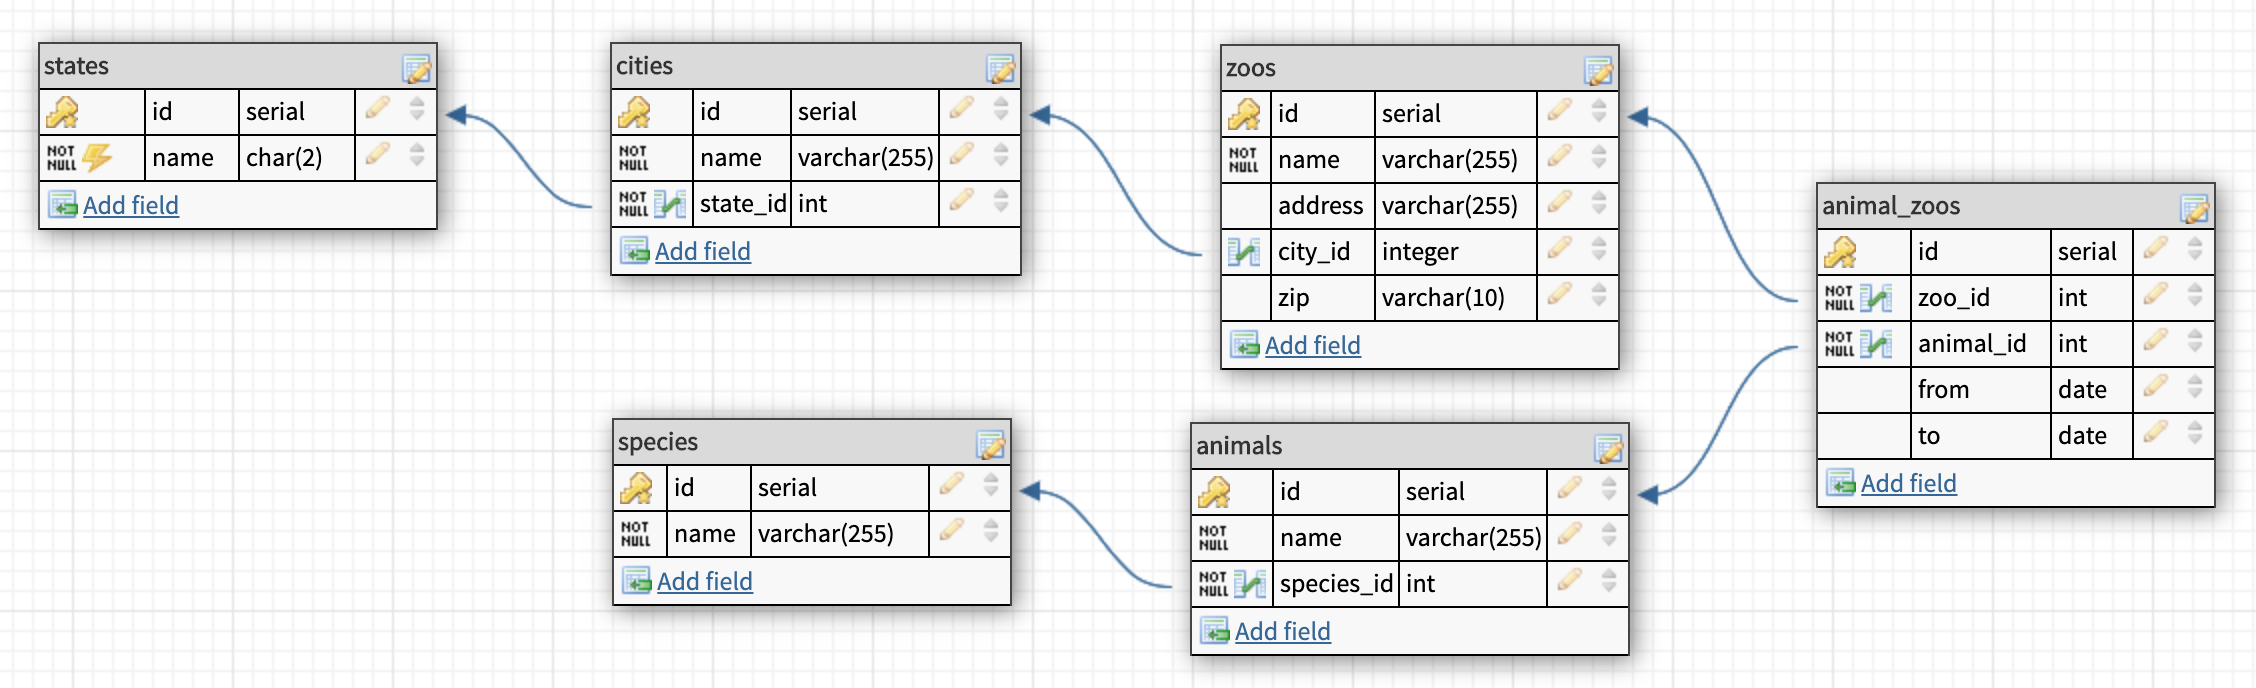 states
id serial
NOT NULL name char(2)
Add field
cities
id serial
NOT NULL name varchar(255)
NOT NULL state_id int
Add field
zoos
id serial
NOT NULL name varchar(255)
address varchar(255)
city_id integer
zip varchar(10)
Add field
animal_zoos
id serial
NOT NULL zoo_id int
NOT NULL animal_id int
from date
to date
Add field
species
id serial
NOT NULL name varchar(255)
Add field
animals
id serial
NOT NULL name varchar(255)
NOT NULL species_id int
Add field